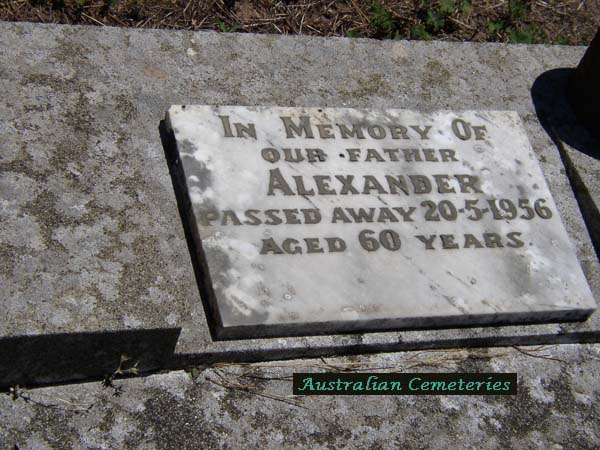 In Memory Of
OUR FATHER
ALEXANDER
PASSED AWAY 20-5-1956
AGED 60 YEARS.
Australian Cemeteries